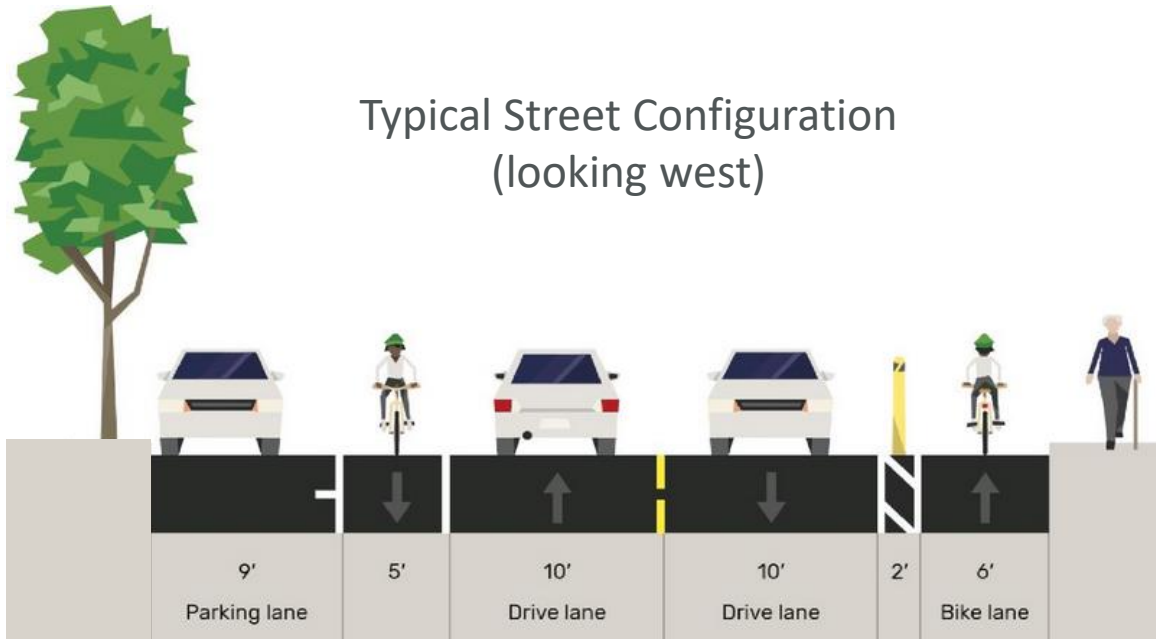 Typical Street Configuration
(looking west)
9′ 5′ 10′ 10′ 2′ 6′
Parking lane Drive lane Drive lane Bike lane